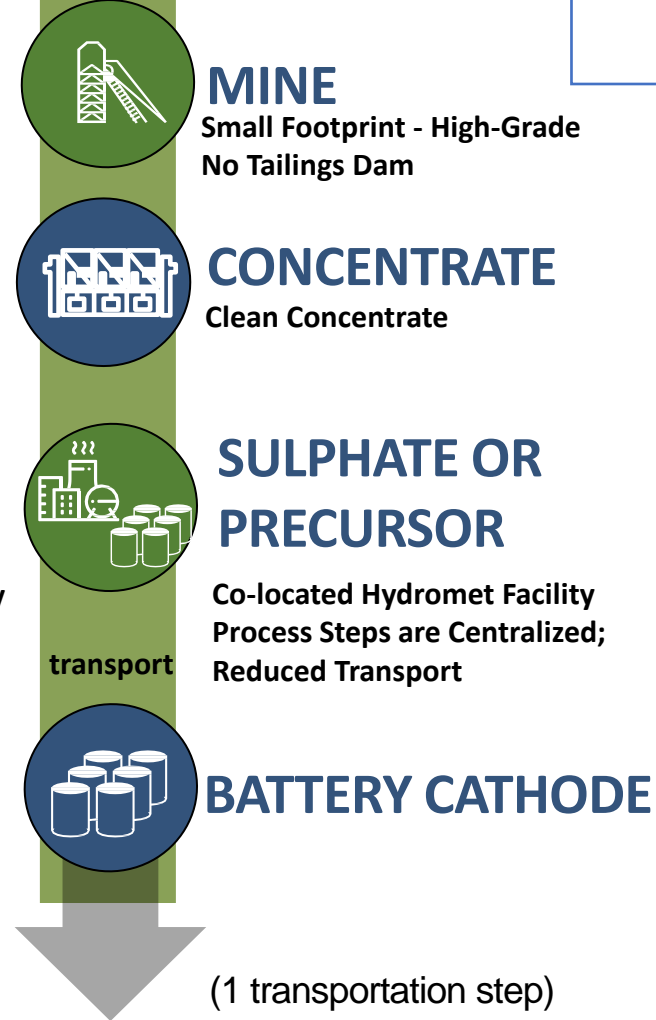 MINE
Small Footprint - High-Grade
No Tailings Dam
CONCENTRATE
Clean Concentrate
SULPHATE OR
PRECURSOR
Co-located Hydromet Facility
Process Steps are Centralized;
transport
Reduced Transport
BATTERY CATHODE
(1 transportation step)